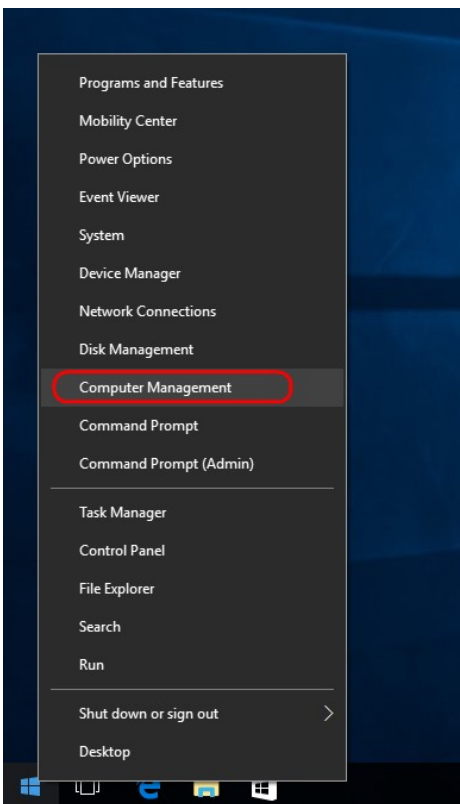 Programs and Features
Mobility Center
Power Options
Event Viewer
System
Device Manager
Network Connections
Disk Management
Computer Management
Command Prompt
Command Prompt (Admin)
Task Manager
Control Panel
File Explorer
Search
Run
Shut down or sign out
Desktop